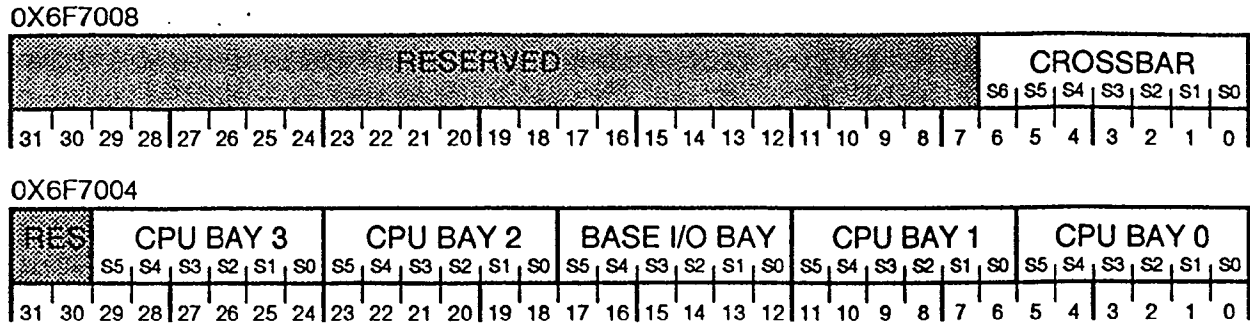 0X6F7008
RESERVED CROSSBAR
S6 S5 S4 S3 S2 S1 S0
31 30 29 28 27 26 25 24 23 22 21 20 19 18 17 16 15 14 13 12 11 10 9 8 7 6 5 4 3 2 1 0
0X6F7004
RES CPU BAY 3 CPU BAY 2 BASE I/O BAY CPU BAY 1 CPU BAY 0
S5 S4 S3 S2 S1 S0 S5 S4 S3 S2 S1 S0 S5 S4 S3 S2 S1 S0 S5 S4 S3 S2 S1 S0 S5 S4 S3 S2 S1 S0
31 30 29 28 27 26 25 24 23 22 21 20 19 18 17 16 15 14 13 12 11 10 9 8 7 6 5 4 3 2 1 0